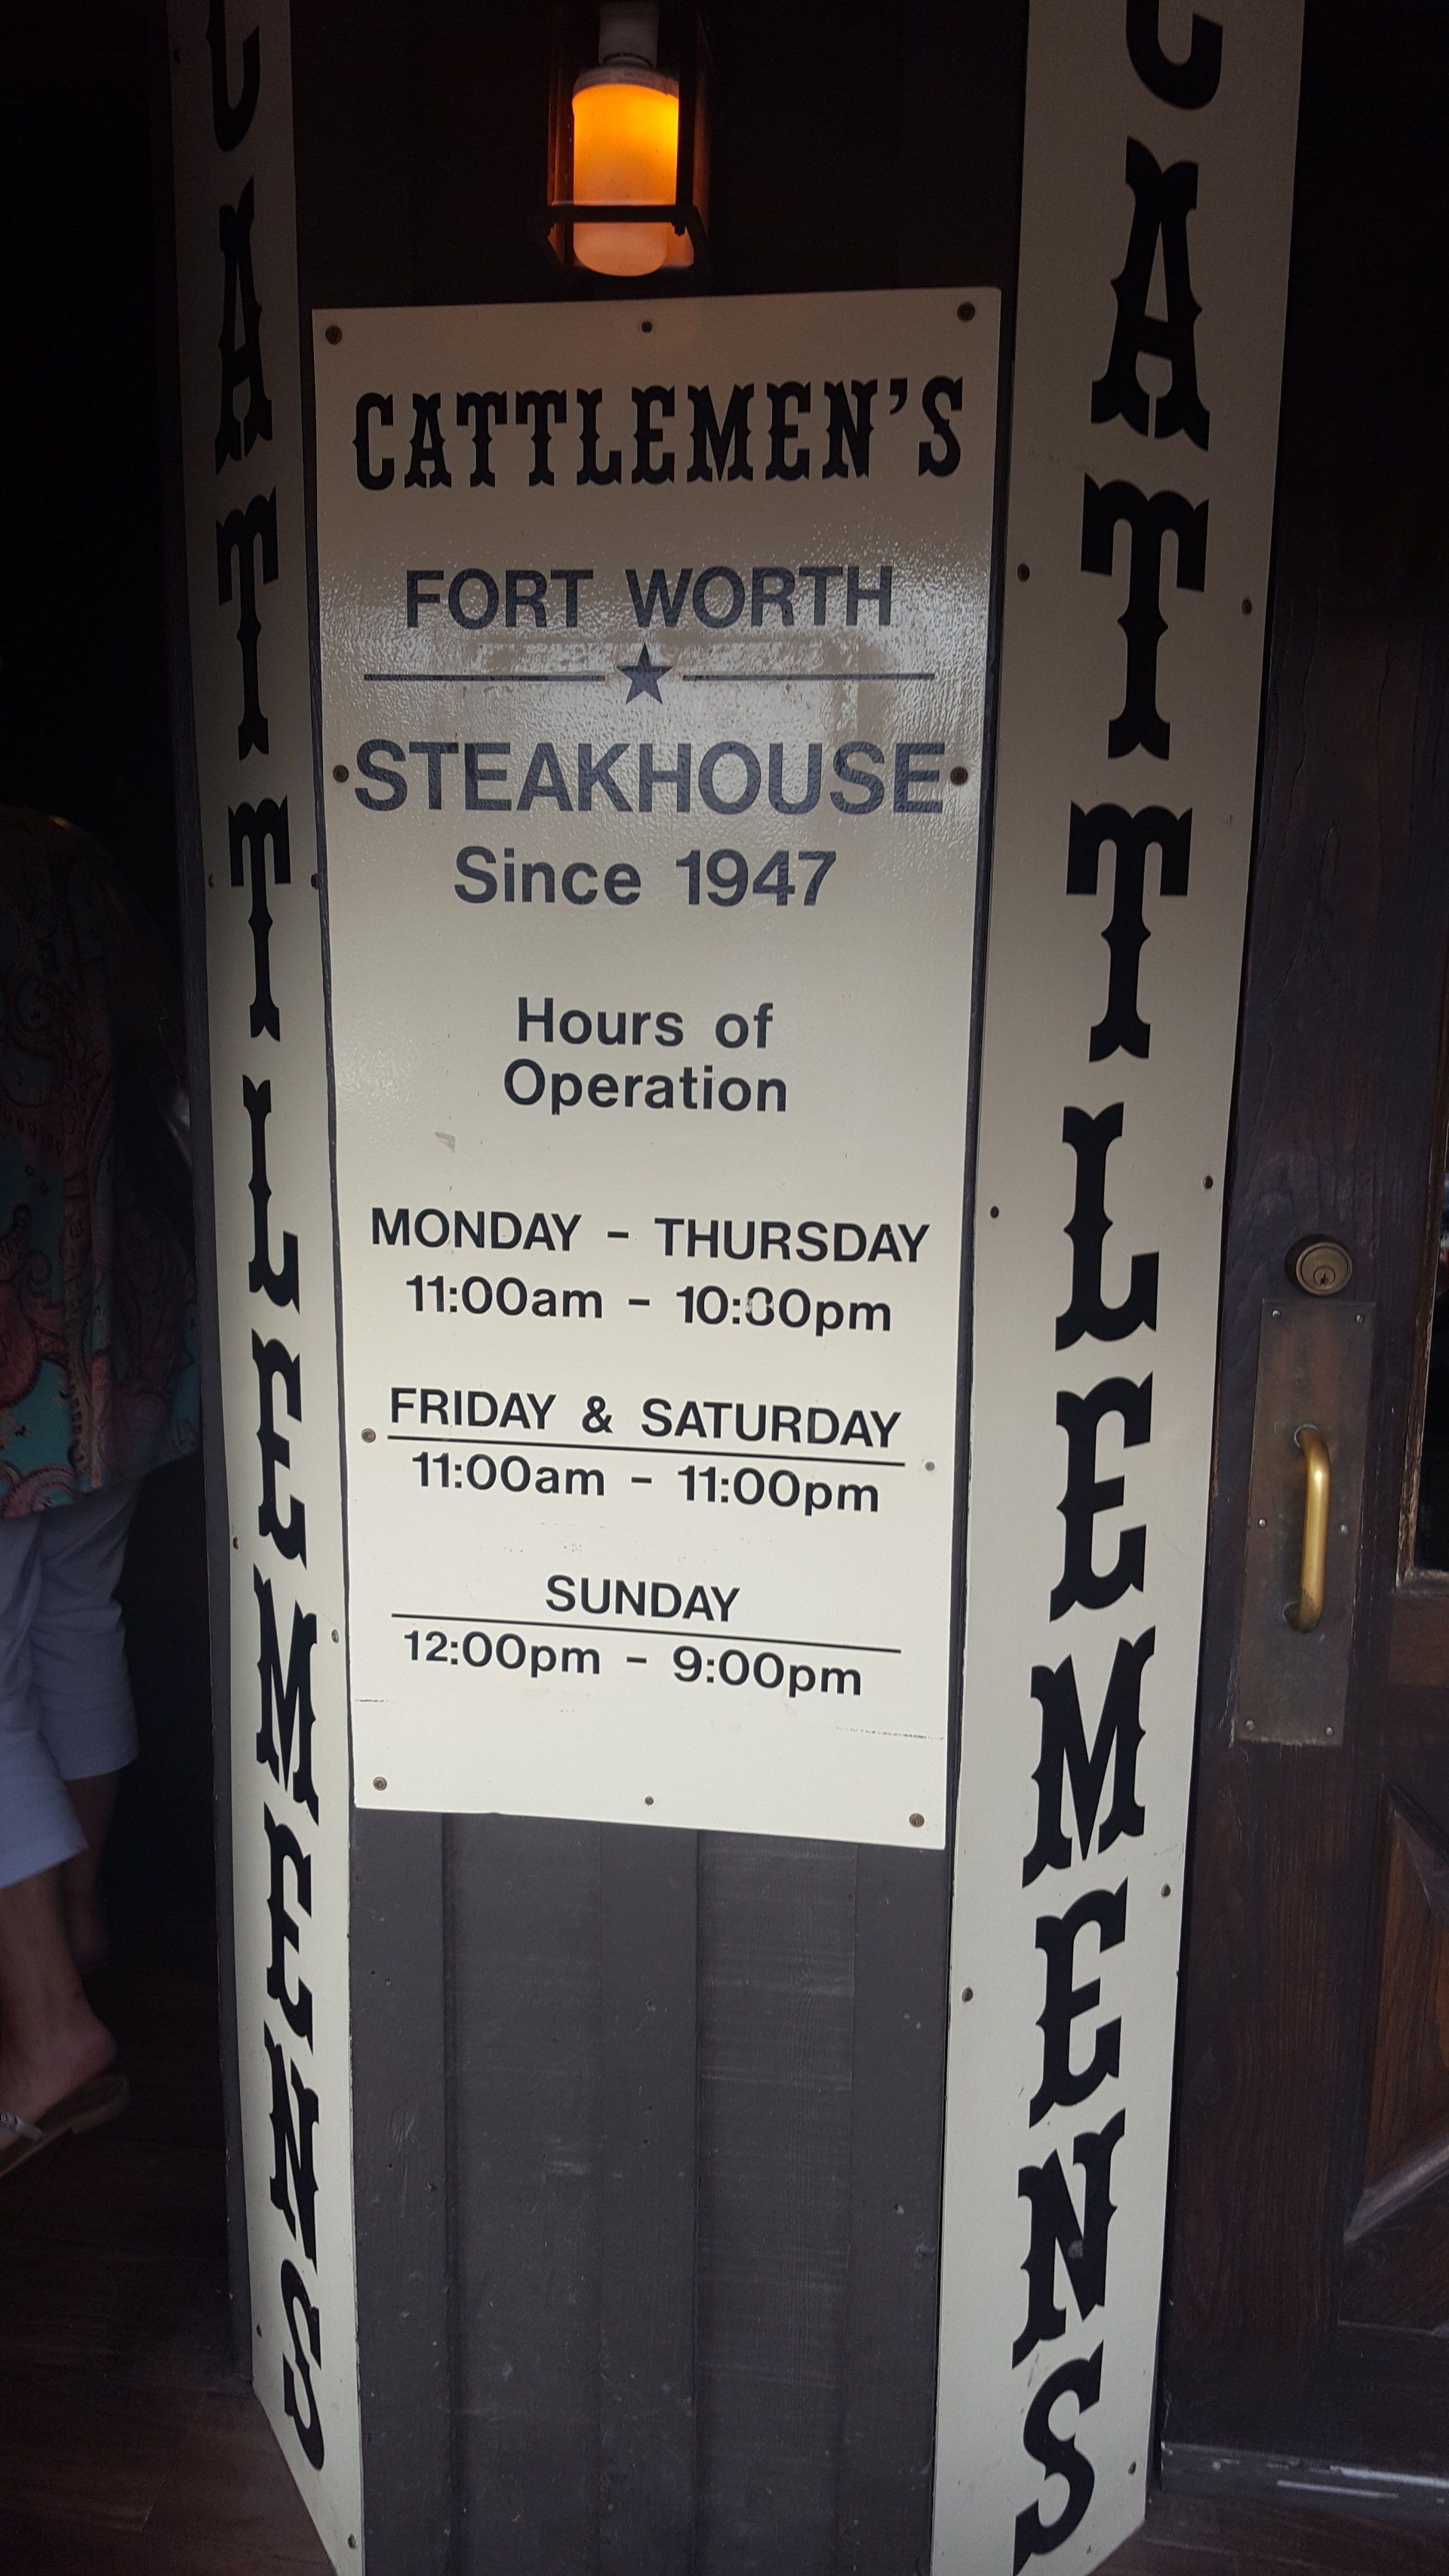 CATTLEMENS
CATTLEMEN'S
FORT WORTH
STEAKHOUSE
Since 1947
Hours of
Operation
MONDAY - THURSDAY
11:00am - 10:30pm
FRIDAY & SATURDAY
11:00am - 11:00pm
SUNDAY
12:00pm - 9:00pm
CATTLEMENS